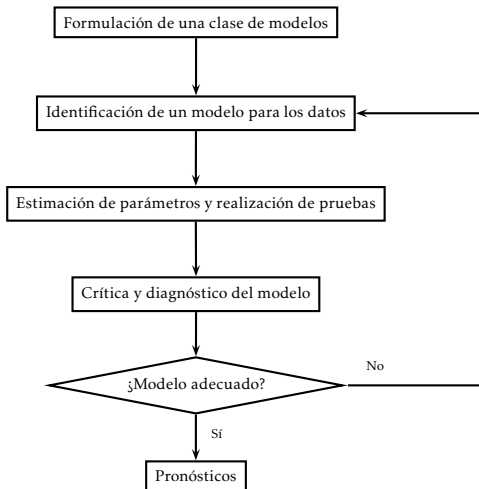 Formulación de una clase de modelos
Identificación de un modelo para los datos
Estimación de parámetros y realización de pruebas
Crítica y diagnóstico del modelo
¿Modelo adecuado?
No
Sí
Pronósticos